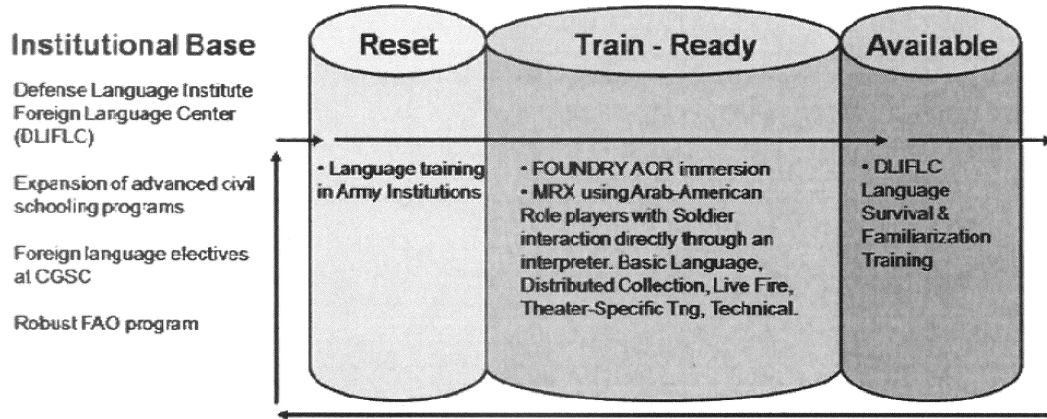 Institutional Base
Defense Language Institute
Foreign Language Center
(DLIFLC)
Expansion of advanced civil
schooling programs
Foreign language electives
at CGSC
Robust FAO program
Reset
• Language training
in Army Institutions
Train - Ready
• FOUNDRY AOR immersion
• MRX using Arab-American
Role players with Soldier
interaction directly through an
interpreter. Basic Language,
Distributed Collection, Live Fire,
Theater-Specific Tng, Technical.
Available
• DLIFLC
Language
Survival &
Familiarization
Training